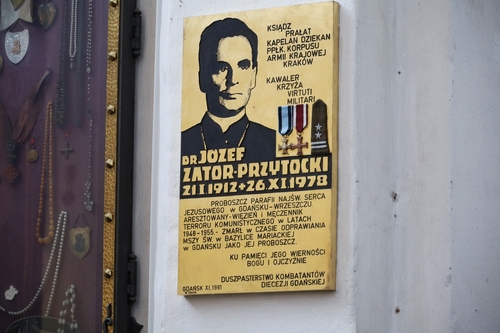 KSIĄDZ
PRAŁAT
KAPELAN DZIEKAN
PPŁK. KORPUSU
ARMII KRAJOWEJ
KRAKÓW
KAWALER
KRZYŻA
VIRTUTI
MILITARI
DR JÓZEF
ZATOR-PRZYTOCKI
21.I.1912+26.XI.1978
PROBOSZCZ PARAFII NAJŚW. SERCA
JEZUSOWEGO W GDAŃSKU-WRZESZCZU.
ARESZTOWANY-WIĘZIEŃ I MĘCZENNIK
TERRORU KOMUNISTYCZNEGO W LATACH
1948-1955.- ZMARŁ W CZASIE ODPRAWIANIA
MSZY ŚW. W BAZYLICE MARIACKIEJ
W GDAŃSKU JAKO JEJ PROBOSZCZ.
KU PAMIĘCI JEGO WIERNOŚCI
BOGU I OJCZYŹNIE
DUSZPASTERSTWO KOMBATANTÓW
GDAŃSK XI.1991 DIECEZJI GDAŃSKIEJ